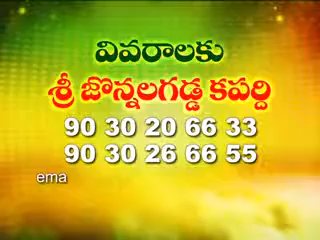 వివరాలకు
శ్రీ జొన్నలగడ్డ కపర్ది
90 30 20 66 33
90 30 26 66 55
ema